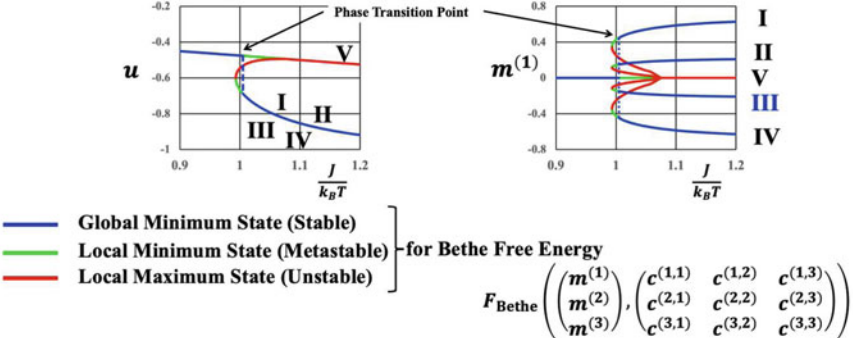 Phase Transition Point
-0.2
-0.4
-0.6
-0.8
-1
u
V
I
II
III
IV
0.9
1
1.1
1.2
J
k_BT
0.8
0.4
0
-0.4
-0.8
m^(1)
I
II
V
III
IV
0.9
1
1.1
1.2
J
k_BT
Global Minimum State (Stable)
Local Minimum State (Metastable)
for Bethe Free Energy
Local Maximum State (Unstable)
F_Bethe((m^(1) m^(2) m^(3)), (c^(1,1) c^(1,2) c^(1,3)
c^(2,1) c^(2,2) c^(2,3)
c^(3,1) c^(3,2) c^(3,3)))